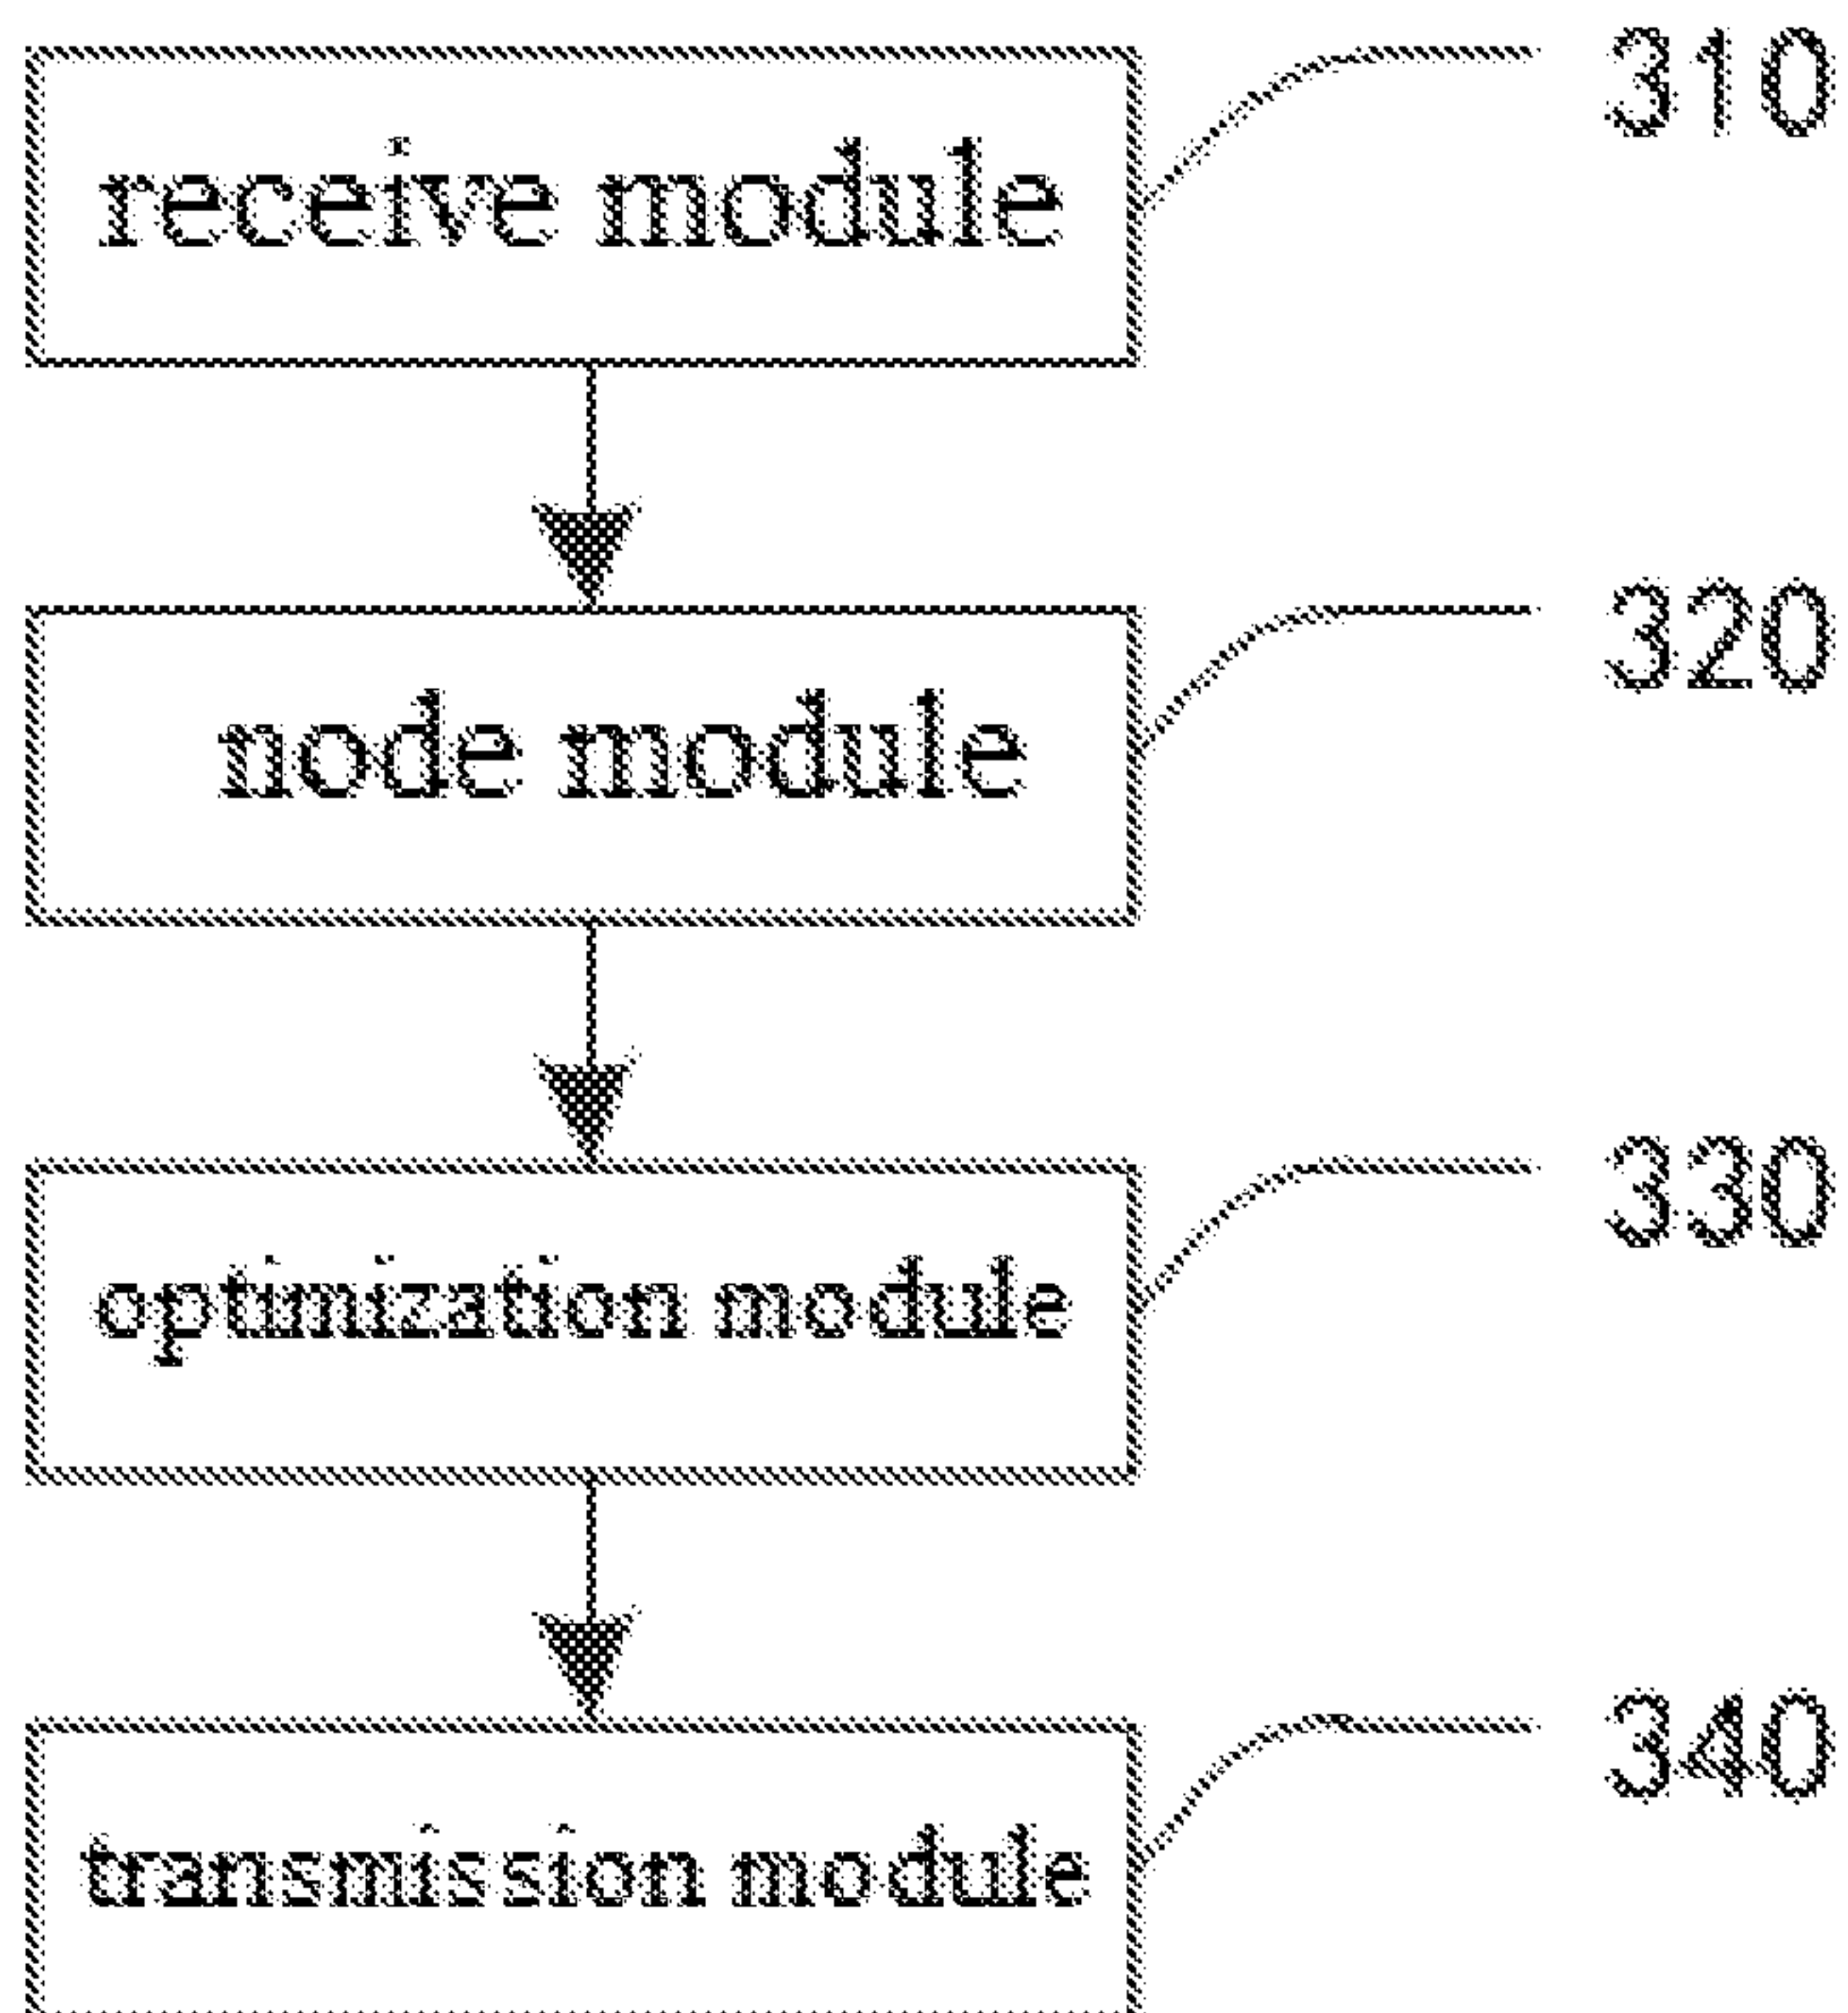 receive module
310
node module
320
optimization module
330
transmission module
340